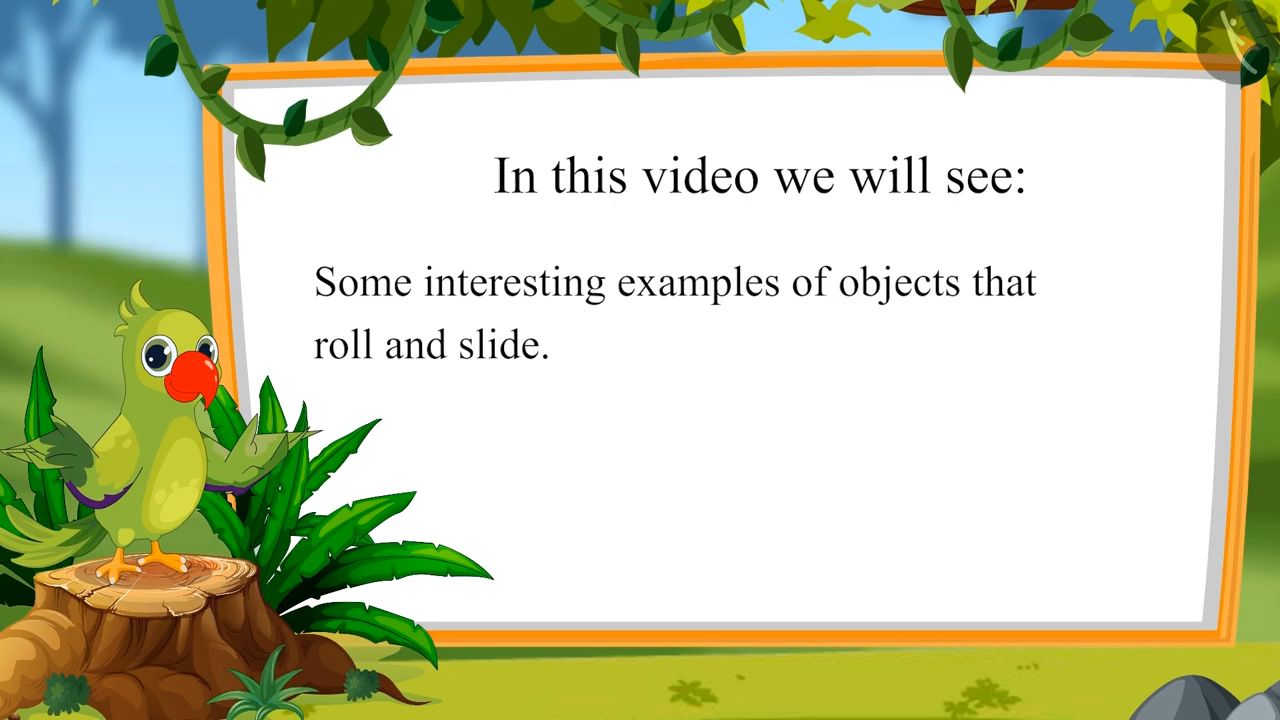 In this video we will see:
Some interesting examples of objects that
roll and slide.